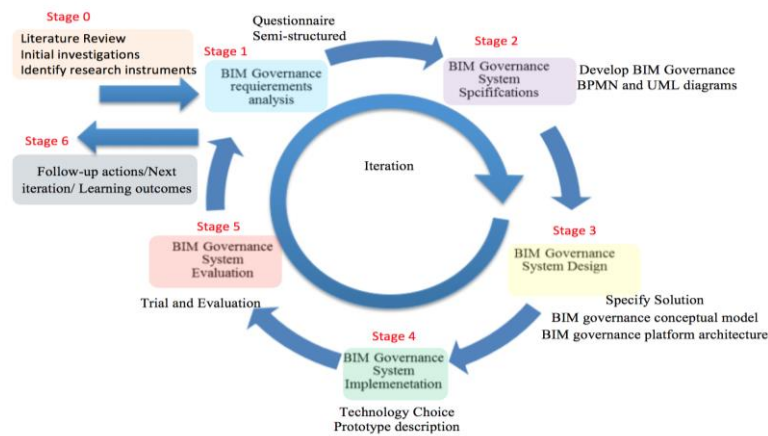 Stage 0
Literature Review
Initial investigations
Identify research instruments
Stage 1
BIM Governance
requierements
analysis
Questionnaire
Semi-structured
Stage 2
BIM Governance
System
Spcififcations
Develop BIM Governance
BPMN and UML diagrams
Stage 6
Follow-up actions/Next
iteration/ Learning outcomes
Iteration
Stage 5
BIM Governance
System
Evaluation
Trial and Evaluation
Stage 3
BIM Governance
System Design
Specify Solution
BIM governance conceptual model
BIM governance platform architecture
Stage 4
BIM Governance
System
Implemenetation
Technology Choice
Prototype description